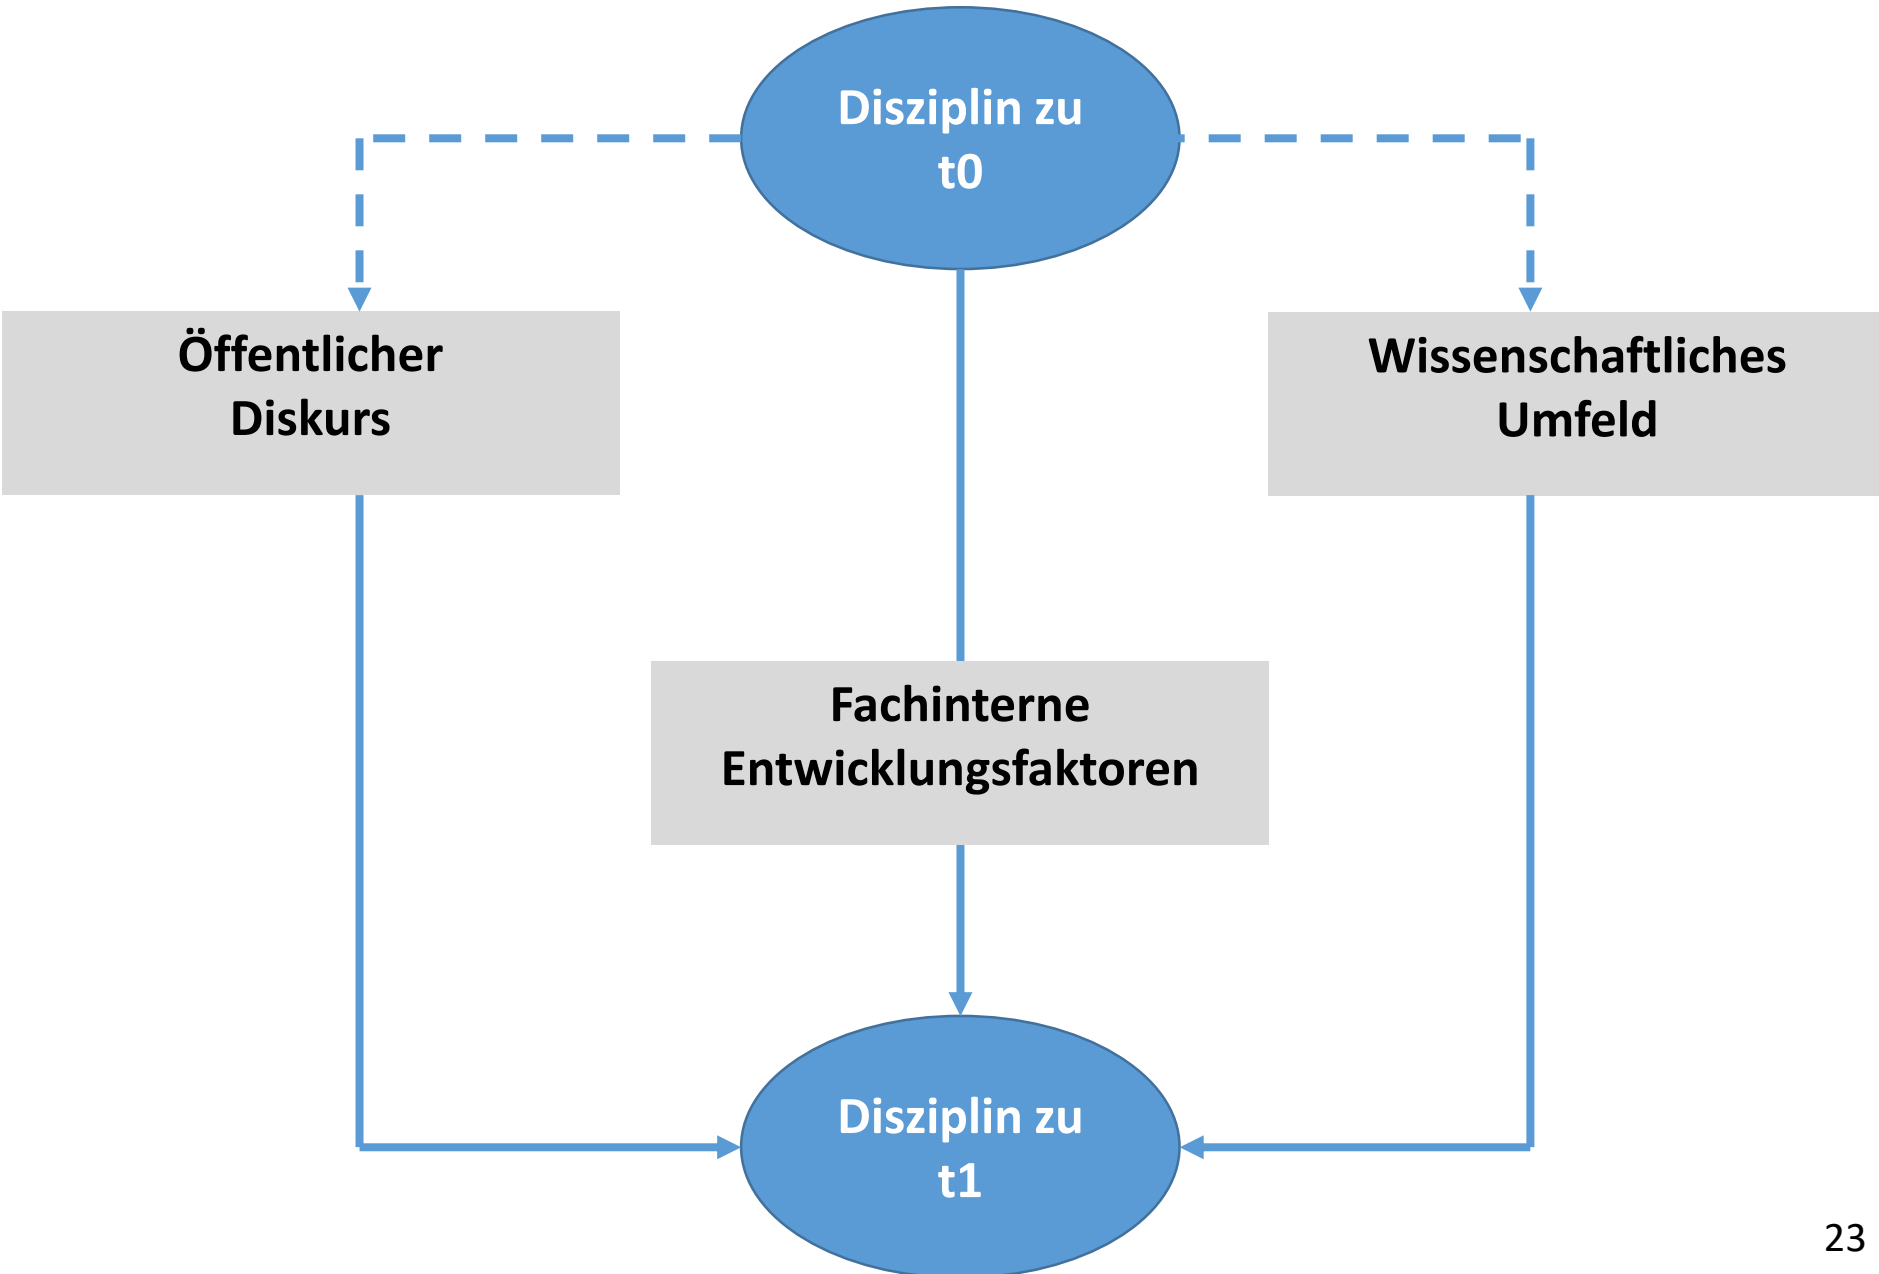 Disziplin zu
t0
Öffentlicher
Diskurs
Wissenschaftliches
Umfeld
Fachinterne
Entwicklungsfaktoren
Disziplin zu
t1
23